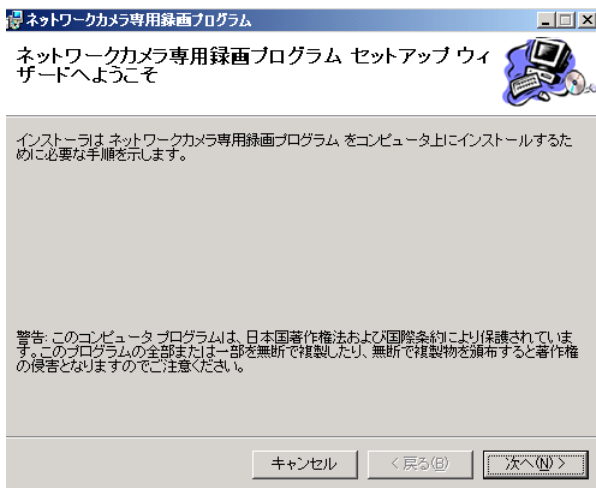 ネットワークカメラ専用録画プログラム
ネットワークカメラ専用録画プログラム セットアップ ウィ
ザードへようこそ
インストーラは ネットワークカメラ専用録画プログラム をコンピュータ上にインストールするた
めに必要な手順を示します。
警告: このコンピュータ プログラムは、日本国著作権法および国際条約により保護されていま
す。このプログラムの全部または一部を無断で複製したり、無断で複製物を頒布すると著作権
の侵害となりますのでご注意ください。
キャンセル < 戻る(B) 次へ(N) >